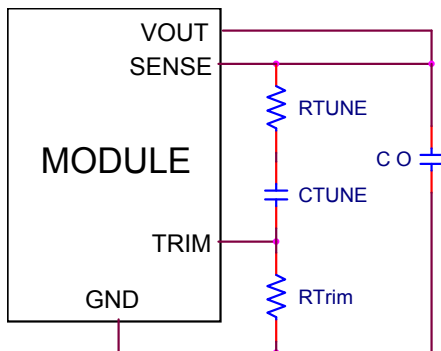 VOUT
SENSE
RTUNE
MODULE
C O
CTUNE
TRIM
RTrim
GND